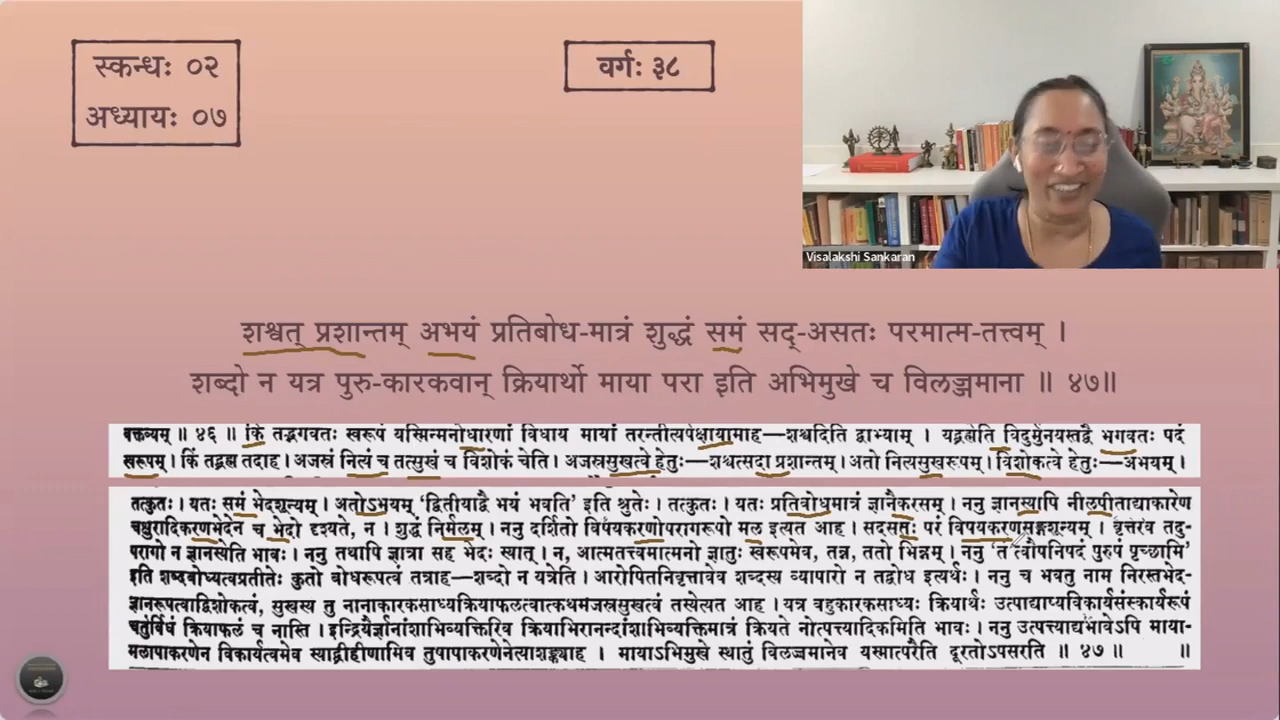 स्कन्धः ०२
अध्यायः ०७
वर्गः ३८
Visalakshi Sankaran
शश्वत् प्रशान्तम् अभयं प्रतिबोध-मात्रं शुद्धं समं सद्-असतः परमात्म-तत्त्वम् ।
शब्दो न यत्र पुरु-कारकवान् क्रियार्थो माया परा इति अभिमुखे च विलज्जमाना ॥ ४७॥
वक्तव्यम् ॥ ४६ ॥ किं तद्भगवतः स्वरूपं यस्मिन्मनोधारणां विधाय मायां तरन्तीत्यपेक्षायामाह—शश्वदिति द्वाभ्याम् । यद्ब्रह्मेति विदुर्मुनयस्तद्वै भगवतः पदं
स्वरूपम् । किं तद्ब्रह्म तदाह । अजस्रं नित्यं च तत्सुखं च विशोकं चेति । अजस्रसुखत्वे हेतुः—शश्वत्सदा प्रशान्तम् । अतो नित्यसुखरूपम् । विशोकत्वे हेतुः—अभयम् ।
तत्कुतः । यतः समं भेदशून्यम् । अतोऽभयम् ‘द्वितीयाद्वै भयं भवति’ इति श्रुतेः । तत्कुतः । यतः प्रतिबोधमात्रं ज्ञानैकरसम् । ननु ज्ञानस्यापि नीलपीताद्याकारेण
चक्षुरादिकरणभेदेन च भेदो दृश्यते, न । शुद्धं निर्मलम् । ननु दर्शितो विषयकरणोपरागरूपो मल इत्यत आह । सदसतः परं विषयकरणसङ्गशून्यम् । तदु-
परागो न ज्ञानस्येति भावः । ननु तथापि ज्ञात्रा सह भेदः स्यात् । न, आत्मतत्त्वमात्मनो ज्ञातुः स्वरूपमेव, तन्न, ततो भिन्नम् । ननु ‘तं त्वौपनिषदं पुरुषं पृच्छामि’
इति शब्दबोध्यत्वप्रतीतेः कुतो बोधरूपत्वं तत्राह—शब्दो न यत्रेति । आरोपितनिवृत्तावेव शब्दस्य व्यापारो न तद्बोध इत्यर्थः । ननु च भवतु नाम निरस्तभेद-
ज्ञानरूपत्वाद्विशोकत्वं, सुखस्य तु नानाकारकसाध्यक्रियाफलत्वात्कथमजस्रसुखत्वं तस्येत्यत आह । यत्र बहुकारकसाध्यः क्रियार्थः उत्पाद्याप्यविकार्यसंस्कार्यरूपं
चतुर्विधं क्रियाफलं च नास्ति । इन्द्रियैर्ज्ञानांशाभिव्यक्तिरिव क्रियाभिरानन्दांशाभिव्यक्तिमात्रं क्रियते नोत्पत्त्यादिकमिति भावः । ननु उत्पत्त्याद्यभावेऽपि माया-
मलापाकरणेन विकार्यत्वमेव स्याद्व्रीहीणामिव तुषापाकरणेनेत्याशङ्क्याह । मायाऽभिमुखे स्थातुं विलज्जमानेव यस्मात्परैति दूरतोऽपसरति ॥ ४७ ॥ ॥